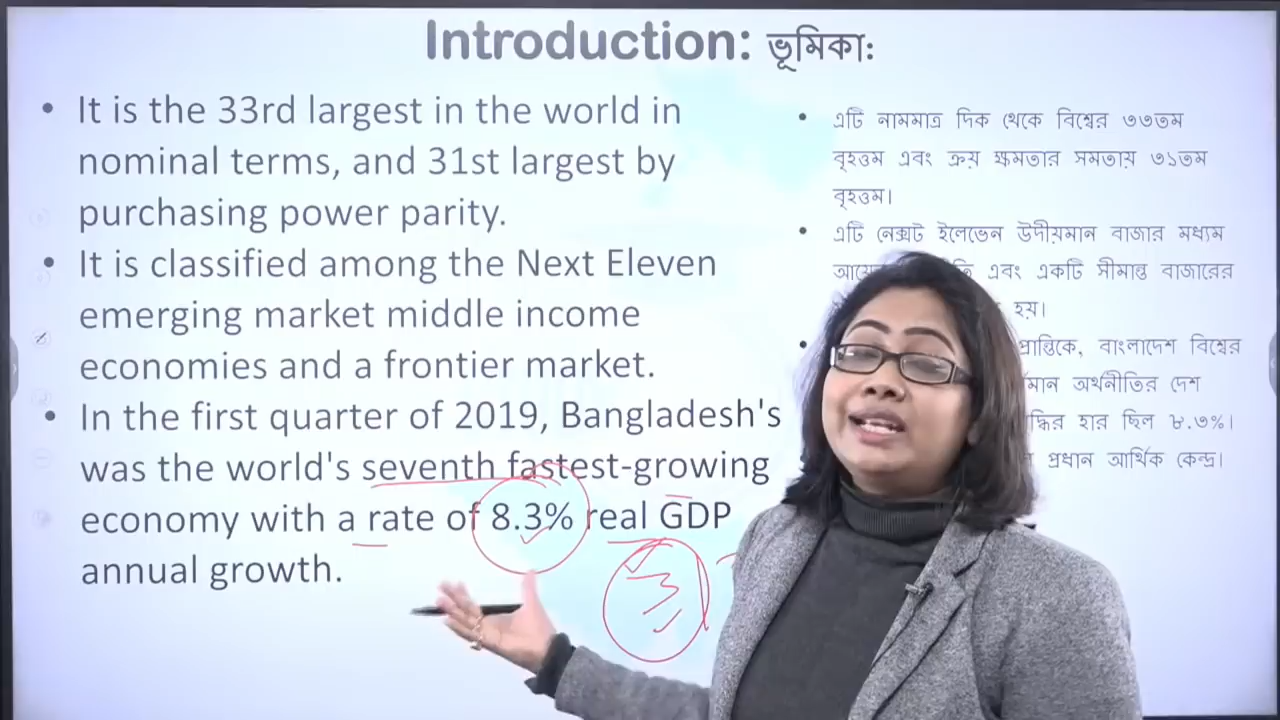 Introduction: ভূমিকা:
• It is the 33rd largest in the world in
nominal terms, and 31st largest by
purchasing power parity.
• It is classified among the Next Eleven
emerging market middle income
economies and a frontier market.
• In the first quarter of 2019, Bangladesh's
was the world's seventh fastest-growing
economy with a rate of 8.3% real GDP
annual growth.
• এটি নামমাত্র দিক থেকে বিশ্বের ৩৩তম
বৃহত্তম এবং ক্রয় ক্ষমতার সমতায় ৩১তম
বৃহত্তম।
• এটি নেক্সট ইলেভেন উদীয়মান বাজার মধ্যম
এবং একটি সীমান্ত বাজারের
হয়।
• প্রান্তিকে, বাংলাদেশ বিশ্বের
অর্থনীতির দেশ
হার ছিল ৮.৩%।
প্রধান আর্থিক কেন্দ্র।